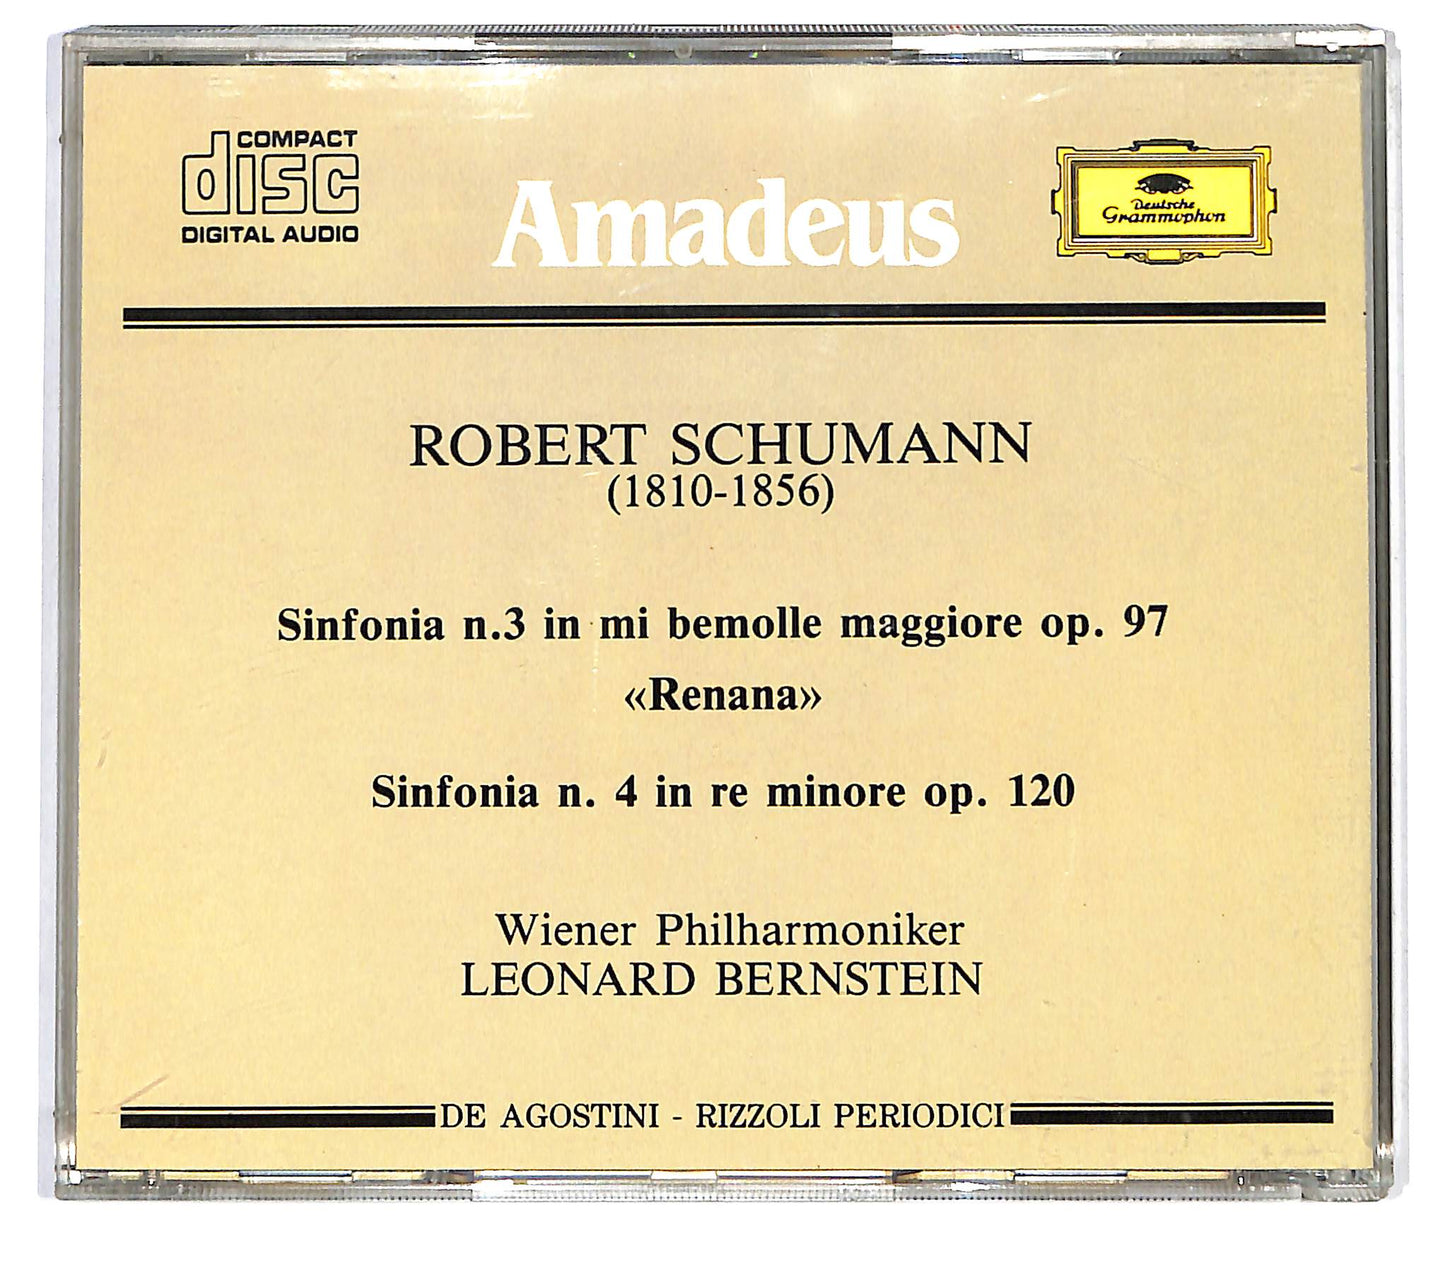 COMPACT
disc
DIGITAL AUDIO
Amadeus
Deutsche
Grammophon
ROBERT SCHUMANN
(1810-1856)
Sinfonia n.3 in mi bemolle maggiore op. 97
«Renana»
Sinfonia n. 4 in re minore op. 120
Wiener Philharmoniker
LEONARD BERNSTEIN
DE AGOSTINI - RIZZOLI PERIODICI